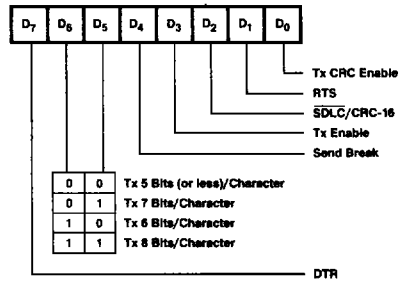 D7 D6 D5 D4 D3 D2 D1 D0
Tx CRC Enable
RTS
SDLC/CRC-16
Tx Enable
Send Break
0 0 Tx 5 Bits (or less)/Character
0 1 Tx 7 Bits/Character
1 0 Tx 6 Bits/Character
1 1 Tx 8 Bits/Character
DTR